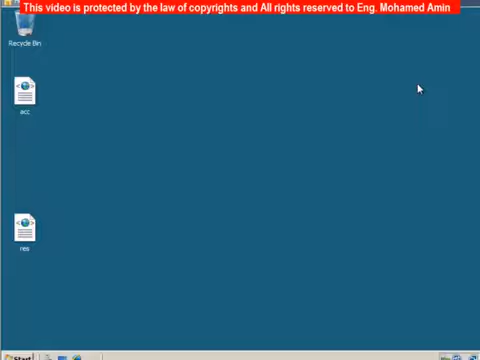 This video is protected by the law of copyrights and All rights reserved to Eng. Mohamed Amin
Recycle Bin
acc
res
Start